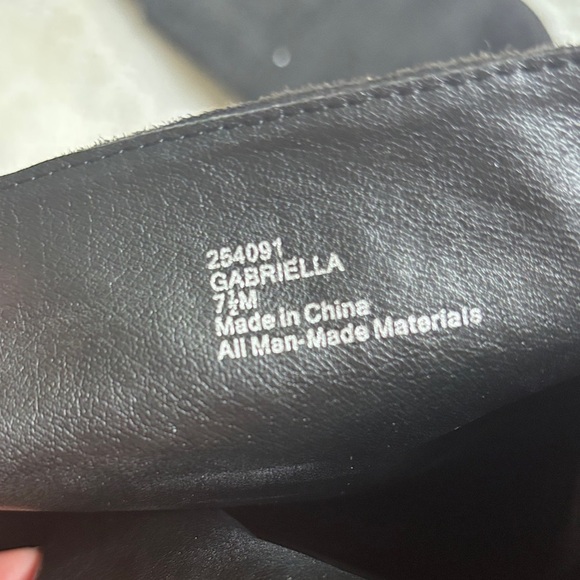 254091
GABRIELLA
7½M
Made in China
All Man-Made Materials